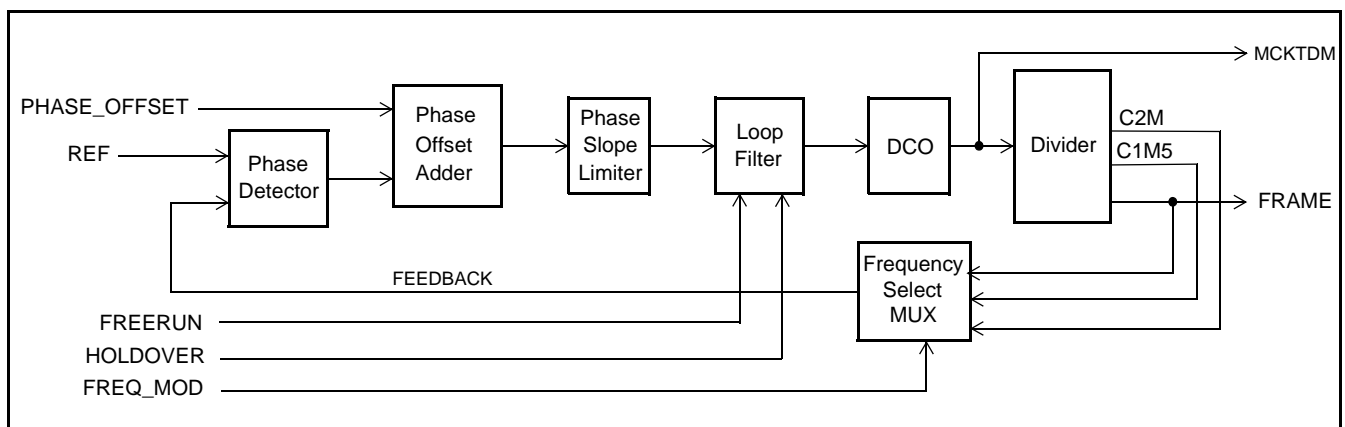 MCKTDM
PHASE_OFFSET
REF
Phase
Detector
Phase
Offset
Adder
Phase
Slope
Limiter
Loop
Filter
DCO
Divider
C2M
C1M5
FRAME
FEEDBACK
Frequency
Select
MUX
FREERUN
HOLDOVER
FREQ_MOD